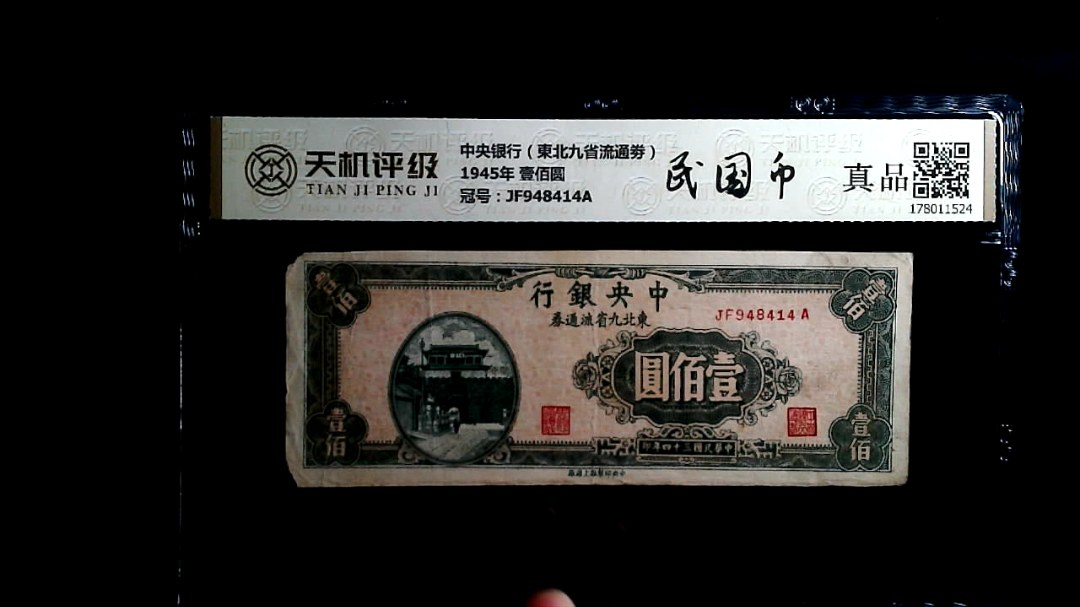 天机评级
TIAN JI PING JI
中央银行（東北九省流通券）
1945年 壹佰圆
冠号：JF948414A
民国币
真品
178011524
壹佰
壹佰
行銀央中
券通流省九北東
JF948414A
圓佰壹
印年四十三國民華中
壹佰
壹佰